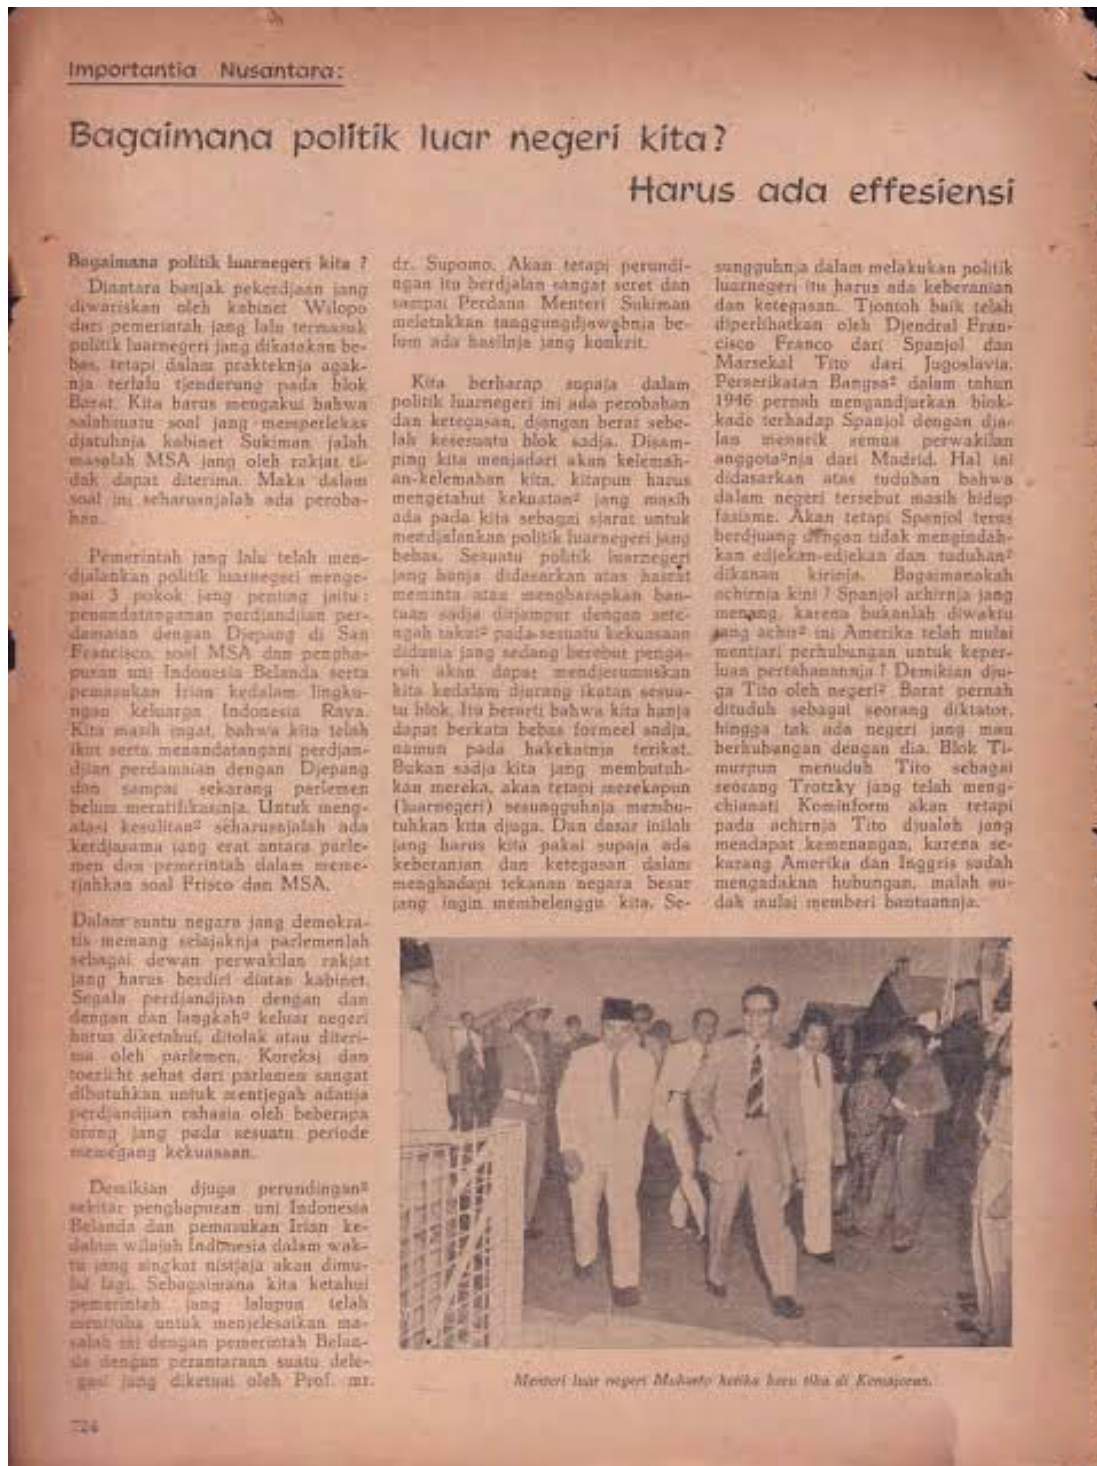 Importantia Nusantara:
Bagaimana politik luar negeri kita?
Harus ada effesiensi
Bagaimana politik luarnegeri kita ?
Diantara banjak pekerdjaan jang
diwariskan oleh kabinet Wilopo
dari pemerintah jang lalu termasuk
politik luarnegeri jang dikatakan be-
bas, tetapi dalam prakteknja agak-
nja terlalu tjenderung pada blok
Barat. Kita harus mengakui bahwa
salahsuatu soal jang memperlekas
djatuhnja kabinet Sukiman jalah
masalah MSA jang oleh rakjat ti-
dak dapat diterima. Maka dalam
soal ini seharusnjalah ada peroba-
han.
Pemerintah jang lalu telah men-
djalankan politik luarnegeri menge-
nai 3 pokok jang penting jaitu :
penandatanganan perdjandjian per-
damaian dengan Djepang di San
Francisco, soal MSA dan pengha-
pusan uni Indonesia Belanda serta
pemasukan Irian kedalam lingku-
ngan keluarga Indonesia Raya.
Kita masih ingat, bahwa kita telah
ikut serta menandatangani perdjan-
djian perdamaian dengan Djepang
dan sampai sekarang parlemen
belum meratifikasinja. Untuk meng-
atasi kesulitan² seharusnjalah ada
kerdjasama jang erat antara parle-
men dan pemerintah dalam meme-
tjahkan soal Frisco dan MSA.
Dalam suatu negara jang demokra-
tis memang selajaknja parlemenlah
sebagai dewan perwakilan rakjat
jang harus berdiri diatas kabinet.
Segala perdjandjian dengan dan
dengan dan langkah² keluar negeri
harus diketahui, ditolak atau diteri-
ma oleh parlemen. Koreksi dan
toezicht sehat dari parlemen sangat
dibutuhkan untuk mentjegah adanja
perdjandjian rahasia oleh beberapa
orang jang pada sesuatu periode
memegang kekuasaan.
Demikian djuga perundingan²
sekitar penghapusan uni Indonesia
Belanda dan pemasukan Irian ke-
dalam wilajah Indonesia dalam wak-
tu jang singkat nistjaja akan dimu-
lai lagi. Sebagaimana kita ketahui
pemerintah jang lalupun telah
mentjoba untuk menjelesaikan ma-
salah ini dengan pemerintah Belan-
da dengan perantaraan suatu dele-
gasi jang diketuai oleh Prof. mr.
dr. Supomo. Akan tetapi perundi-
ngan itu berdjalan sangat seret dan
sampai Perdana Menteri Sukiman
meletakkan tanggungdjawabnja be-
lum ada hasilnja jang konkrit.
Kita berharap supaja dalam
politik luarnegeri ini ada perobahan
dan ketegasan, djangan berat sebe-
lah kesesuatu blok sadja. Disam-
ping kita menjadari akan kelemah-
an-kelemahan kita, kitapun harus
mengetahui kekuatan² jang masih
ada pada kita sebagai sjarat untuk
mendjalankan politik luarnegeri jang
bebas. Sesuatu politik luarnegeri
jang hanja didasarkan atas hasrat
meminta atau mengharapkan ban-
tuan sadja ditjampur dengan sete-
ngah takut² pada sesuatu kekuasaan
didunia jang sedang berebut penga-
ruh akan dapat mendjerumuskan
kita kedalam djurang ikatan sesua-
tu blok. Itu berarti bahwa kita hanja
dapat berkata bebas formeel sadja,
namun pada hakekatnja terikat.
Bukan sadja kita jang membutuh-
kan mereka, akan tetapi merekapun
(luarnegeri) sesungguhnja membu-
tuhkan kita djuga. Dan dasar inilah
jang harus kita pakai supaja ada
keberanian dan ketegasan dalam
menghadapi tekanan negara besar
jang ingin membelenggu kita. Se-
sungguhnja dalam melakukan politik
luarnegeri itu harus ada keberanian
dan ketegasan. Tjontoh baik telah
diperlihatkan oleh Djendral Fran-
cisco Franco dari Spanjol dan
Marsekal Tito dari Jugoslavia.
Perserikatan Bangsa² dalam tahun
1946 pernah mengandjurkan blok-
kade terhadap Spanjol dengan dja-
lan menarik semua perwakilan
anggota²nja dari Madrid. Hal ini
didasarkan atas tuduhan bahwa
dalam negeri tersebut masih hidup
fasisme. Akan tetapi Spanjol terus
berdjuang dengan tidak mengindah-
kan edjekan-edjekan dan tuduhan²
dikanan kirinja. Bagaimanakah
achirnja kini ? Spanjol achirnja jang
menang, karena bukanlah diwaktu
jang achir² ini Amerika telah mulai
mentjari perhubungan untuk keper-
luan pertahanannja ? Demikian dju-
ga Tito oleh negeri² Barat pernah
dituduh sebagai seorang diktator,
hingga tak ada negeri jang mau
berhubangan dengan dia. Blok Ti-
murpun menuduh Tito sebagai
seorang Trotzky jang telah meng-
chianati Kominform akan tetapi
pada achirnja Tito djualah jang
mendapat kemenangan, karena se-
karang Amerika dan Inggris sudah
mengadakan hubungan, malah su-
dah mulai memberi bantuannja.
Menteri luar negeri Mukarto ketika baru tiba di Kemajoran.
724